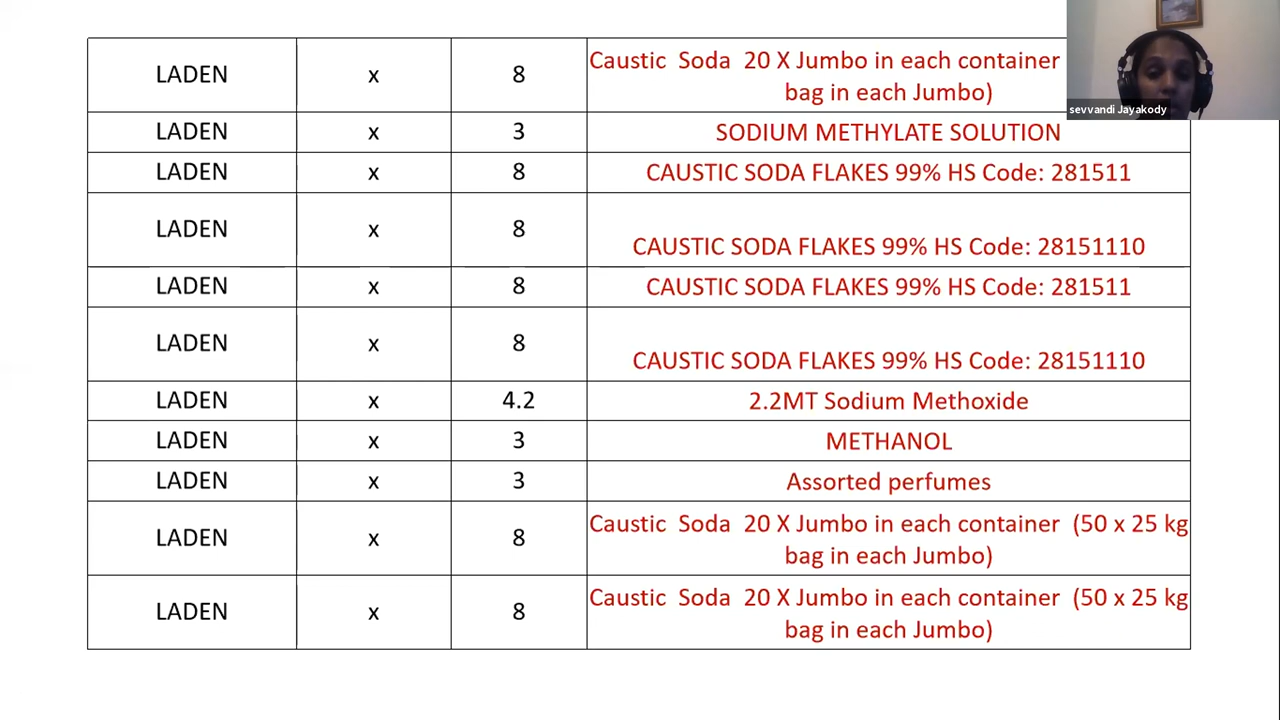 LADEN x 8 Caustic Soda 20 X Jumbo in each container
bag in each Jumbo)
sevvandi Jayakody
LADEN x 3 SODIUM METHYLATE SOLUTION
LADEN x 8 CAUSTIC SODA FLAKES 99% HS Code: 281511
LADEN x 8 CAUSTIC SODA FLAKES 99% HS Code: 28151110
LADEN x 8 CAUSTIC SODA FLAKES 99% HS Code: 281511
LADEN x 8 CAUSTIC SODA FLAKES 99% HS Code: 28151110
LADEN x 4.2 2.2MT Sodium Methoxide
LADEN x 3 METHANOL
LADEN x 3 Assorted perfumes
LADEN x 8 Caustic Soda 20 X Jumbo in each container (50 x 25 kg
bag in each Jumbo)
LADEN x 8 Caustic Soda 20 X Jumbo in each container (50 x 25 kg
bag in each Jumbo)